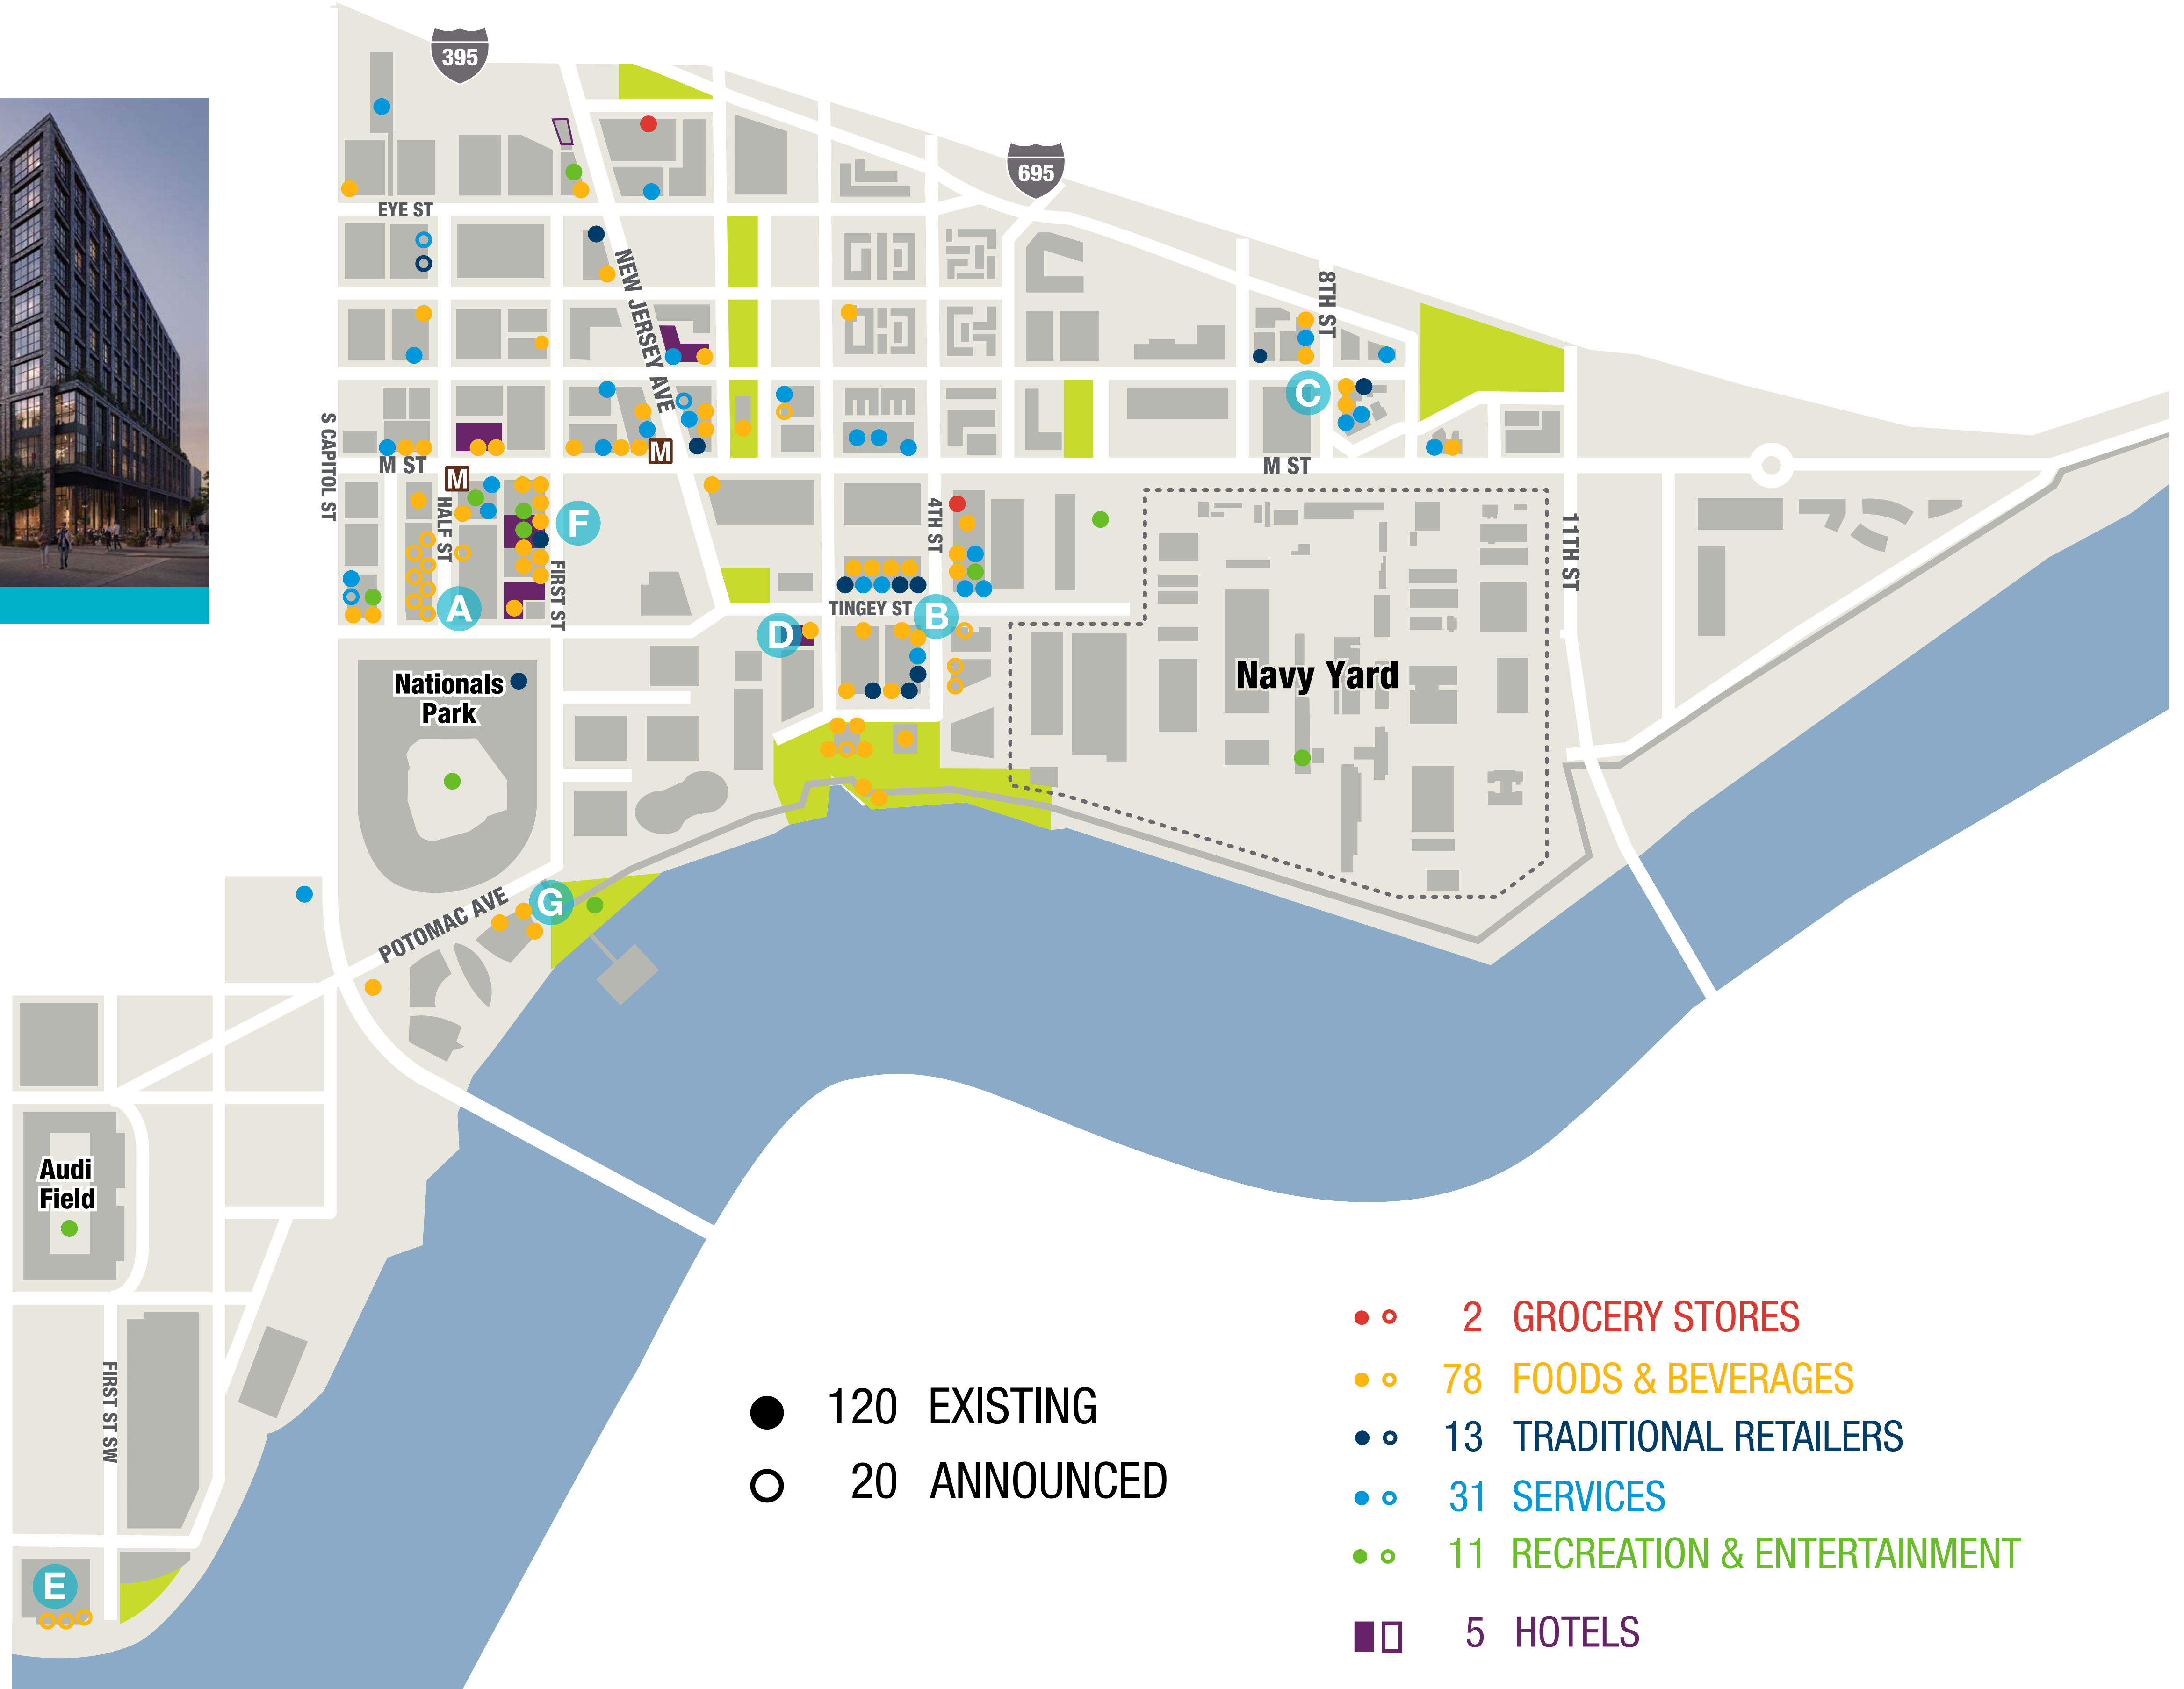 395
695
EYE ST
NEW JERSEY AVE
8TH ST
C
S CAPITOL ST
M ST
M
M
M ST
HALF ST
F
4TH ST
11TH ST
FIRST ST
A
TINGEY ST
B
D
Nationals
Park
Navy Yard
G
POTOMAC AVE
Audi
Field
FIRST ST SW
E
120 EXISTING
20 ANNOUNCED
2 GROCERY STORES
78 FOODS & BEVERAGES
13 TRADITIONAL RETAILERS
31 SERVICES
11 RECREATION & ENTERTAINMENT
5 HOTELS